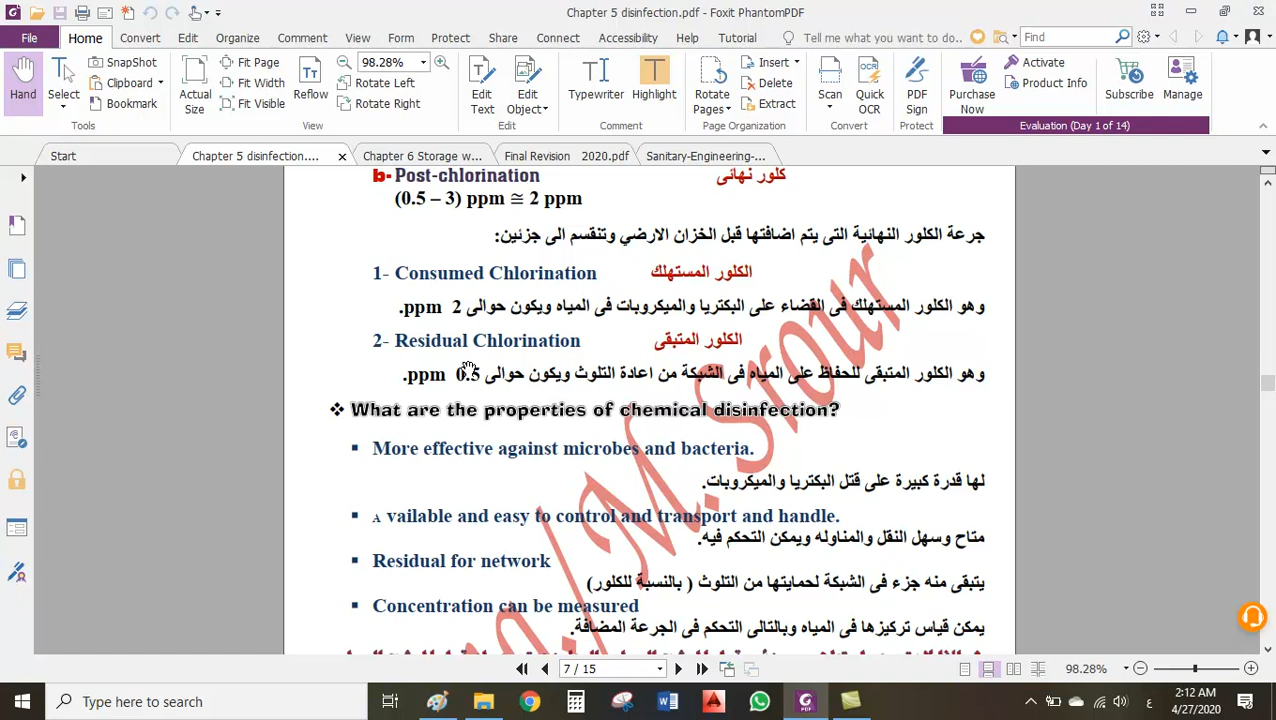 Chapter 5 disinfection.pdf - Foxit PhantomPDF
File Home Convert Edit Organize Comment View Form Protect Share Connect Accessibility Help Tutorial Tell me what you want to do.. Find
Hand
Select
SnapShot
Clipboard
Bookmark
Tools
Actual Size
Fit Page
Fit Width
Fit Visible
Reflow
98.28%
Rotate Left
Rotate Right
View
Edit Text
Edit Object
Edit
Typewriter
Highlight
Comment
Rotate Pages
Insert
Delete
Extract
Page Organization
Scan
Quick OCR
Convert
PDF Sign
Protect
Purchase Now
Activate
Product Info
Subscribe
Manage
Evaluation (Day 1 of 14)
Start
Chapter 5 disinfection....
Chapter 6 Storage w...
Final Revision 2020.pdf
Sanitary-Engineering-...
b- Post-chlorination كلور نهائى
(0.5 – 3) ppm ≅ 2 ppm
جرعة الكلور النهائية التى يتم اضافتها قبل الخزان الارضي وتنقسم الى جزئين:
1- Consumed Chlorination الكلور المستهلك
وهو الكلور المستهلك فى القضاء على البكتريا والميكروبات فى المياه ويكون حوالى 2 ppm.
2- Residual Chlorination الكلور المتبقى
وهو الكلور المتبقى للحفاظ على المياه فى الشبكة من اعادة التلوث ويكون حوالى 0.5 ppm.
❖ What are the properties of chemical disinfection?
▪ More effective against microbes and bacteria.
لها قدرة كبيرة على قتل البكتريا والميكروبات.
▪ A vailable and easy to control and transport and handle.
متاح وسهل النقل والمناوله ويمكن التحكم فيه.
▪ Residual for network
يتبقى منه جزء فى الشبكة لحمايتها من التلوث ( بالنسبة للكلور)
▪ Concentration can be measured
يمكن قياس تركيزها فى المياه وبالتالى التحكم فى الجرعة المضافة.
M. Srour
7 / 15
98.28%
Type here to search
ع
2:12 AM
4/27/2020